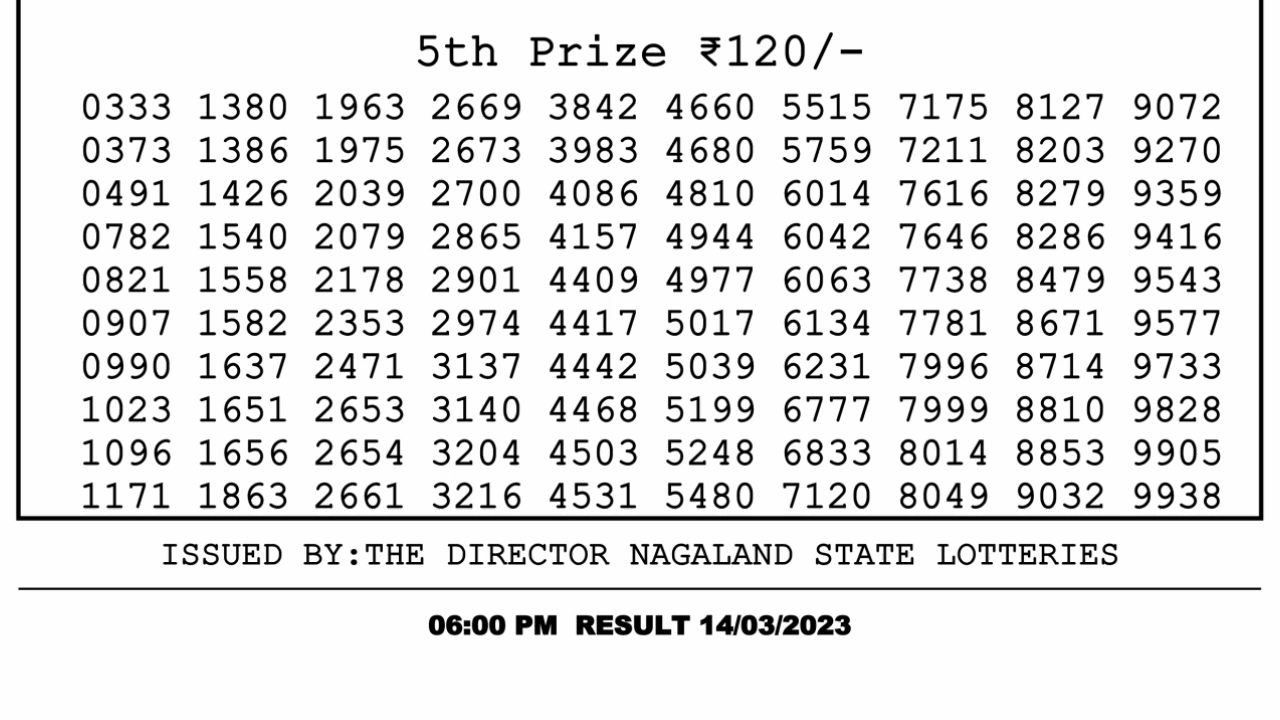 5th Prize ₹120/-
0333 1380 1963 2669 3842 4660 5515 7175 8127 9072
0373 1386 1975 2673 3983 4680 5759 7211 8203 9270
0491 1426 2039 2700 4086 4810 6014 7616 8279 9359
0782 1540 2079 2865 4157 4944 6042 7646 8286 9416
0821 1558 2178 2901 4409 4977 6063 7738 8479 9543
0907 1582 2353 2974 4417 5017 6134 7781 8671 9577
0990 1637 2471 3137 4442 5039 6231 7996 8714 9733
1023 1651 2653 3140 4468 5199 6777 7999 8810 9828
1096 1656 2654 3204 4503 5248 6833 8014 8853 9905
1171 1863 2661 3216 4531 5480 7120 8049 9032 9938
ISSUED BY:THE DIRECTOR NAGALAND STATE LOTTERIES
06:00 PM RESULT 14/03/2023